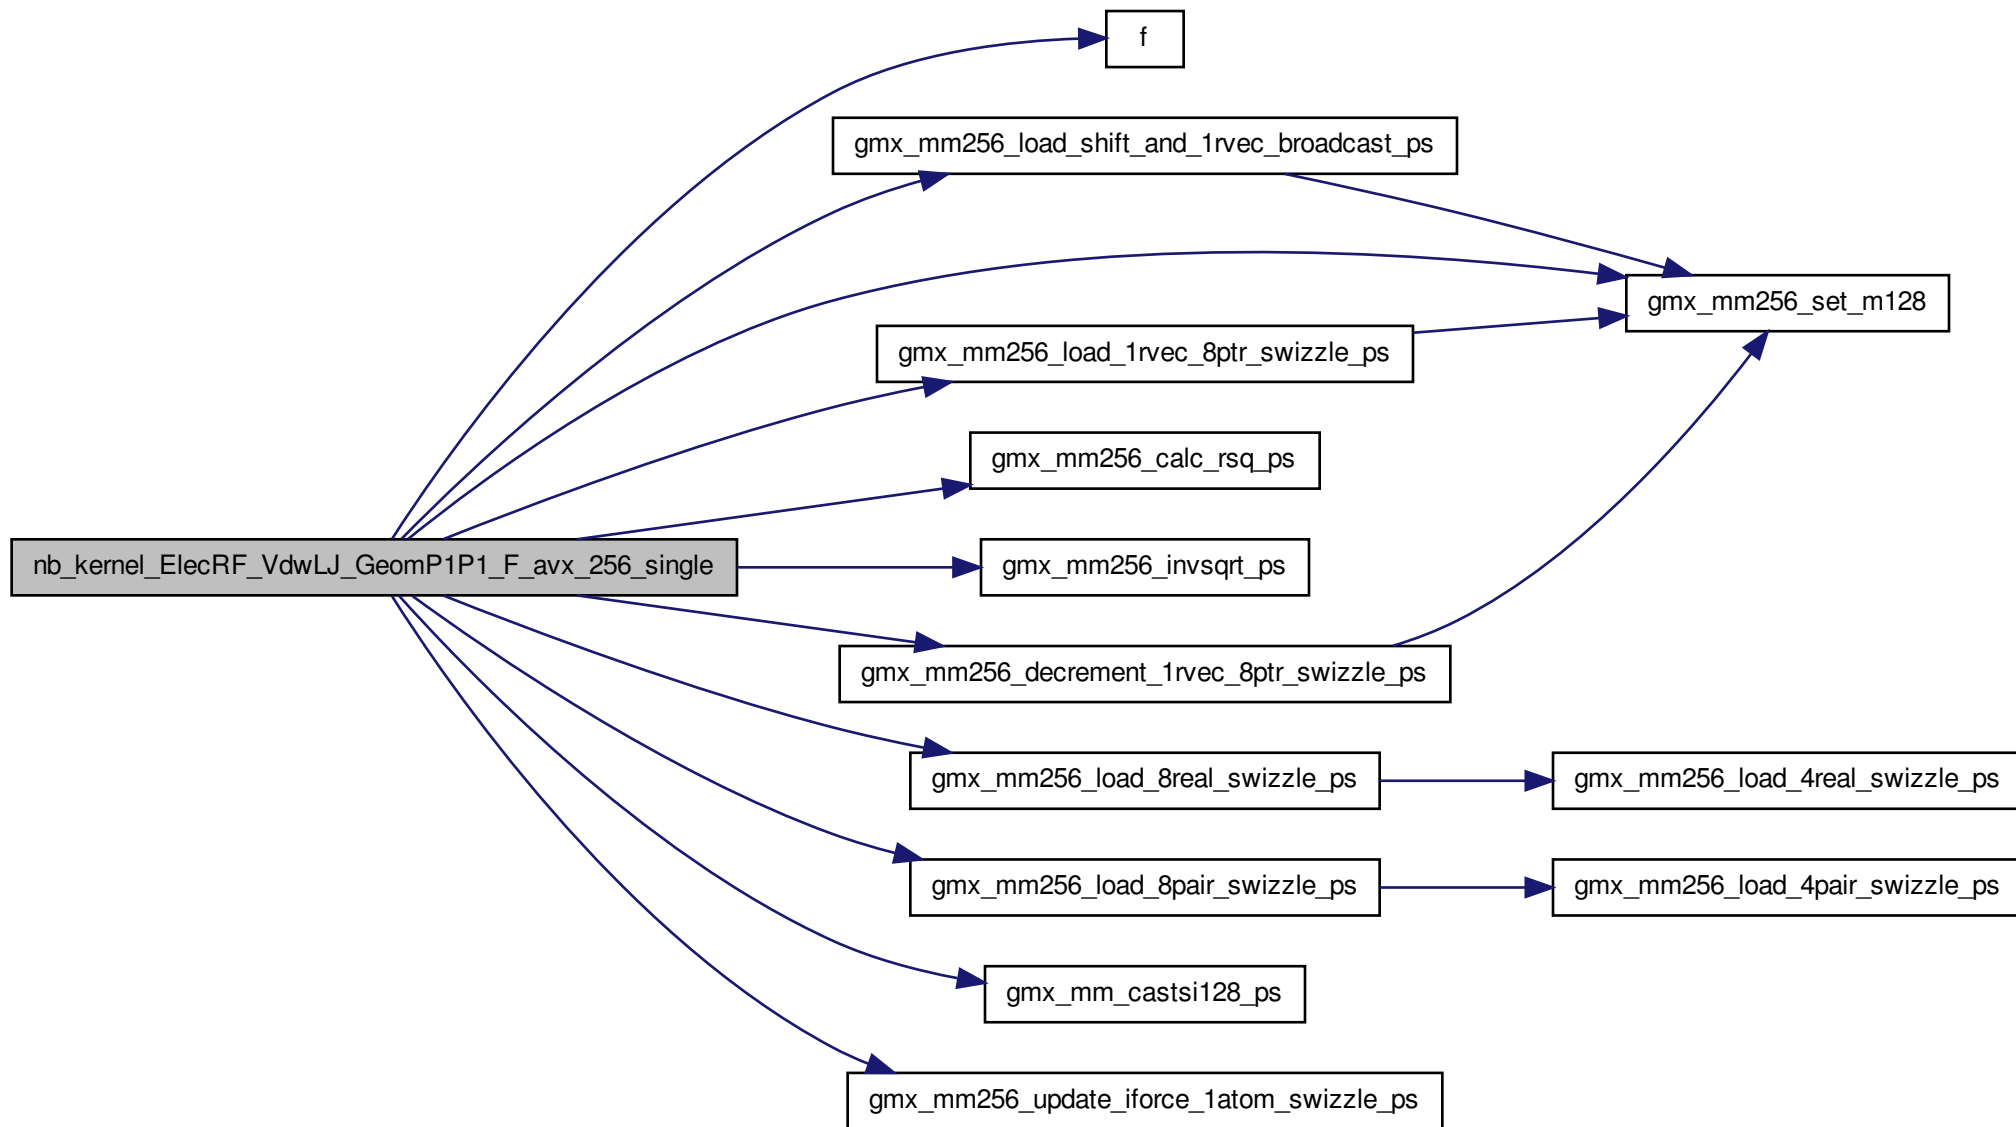 f
gmx_mm256_load_shift_and_1rvec_broadcast_ps
gmx_mm256_set_m128
gmx_mm256_load_1rvec_8ptr_swizzle_ps
gmx_mm256_calc_rsq_ps
nb_kernel_ElecRF_VdwLJ_GeomP1P1_F_avx_256_single
gmx_mm256_invsqrt_ps
gmx_mm256_decrement_1rvec_8ptr_swizzle_ps
gmx_mm256_load_8real_swizzle_ps
gmx_mm256_load_4real_swizzle_ps
gmx_mm256_load_8pair_swizzle_ps
gmx_mm256_load_4pair_swizzle_ps
gmx_mm_castsi128_ps
gmx_mm256_update_iforce_1atom_swizzle_ps